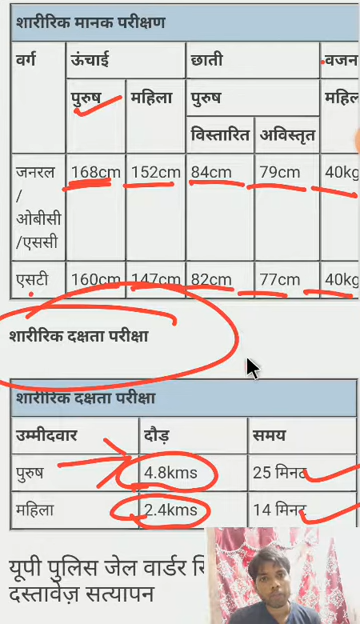 शारीरिक मानक परीक्षण
वर्ग ऊंचाई छाती वजन
पुरुष महिला पुरुष
विस्तारित अविस्तृत
जनरल 168cm 152cm 84cm 79cm 40kg
/
ओबीसी
/एससी
एसटी 160cm 147cm 82cm 77cm 40kg
शारीरिक दक्षता परीक्षा
शारीरिक दक्षता परीक्षा
उम्मीदवार दौड़ समय
पुरुष 4.8kms 25 मिनट
महिला 2.4kms 14 मिनट
यूपी पुलिस जेल वार्डर
दस्तावेज़ सत्यापन